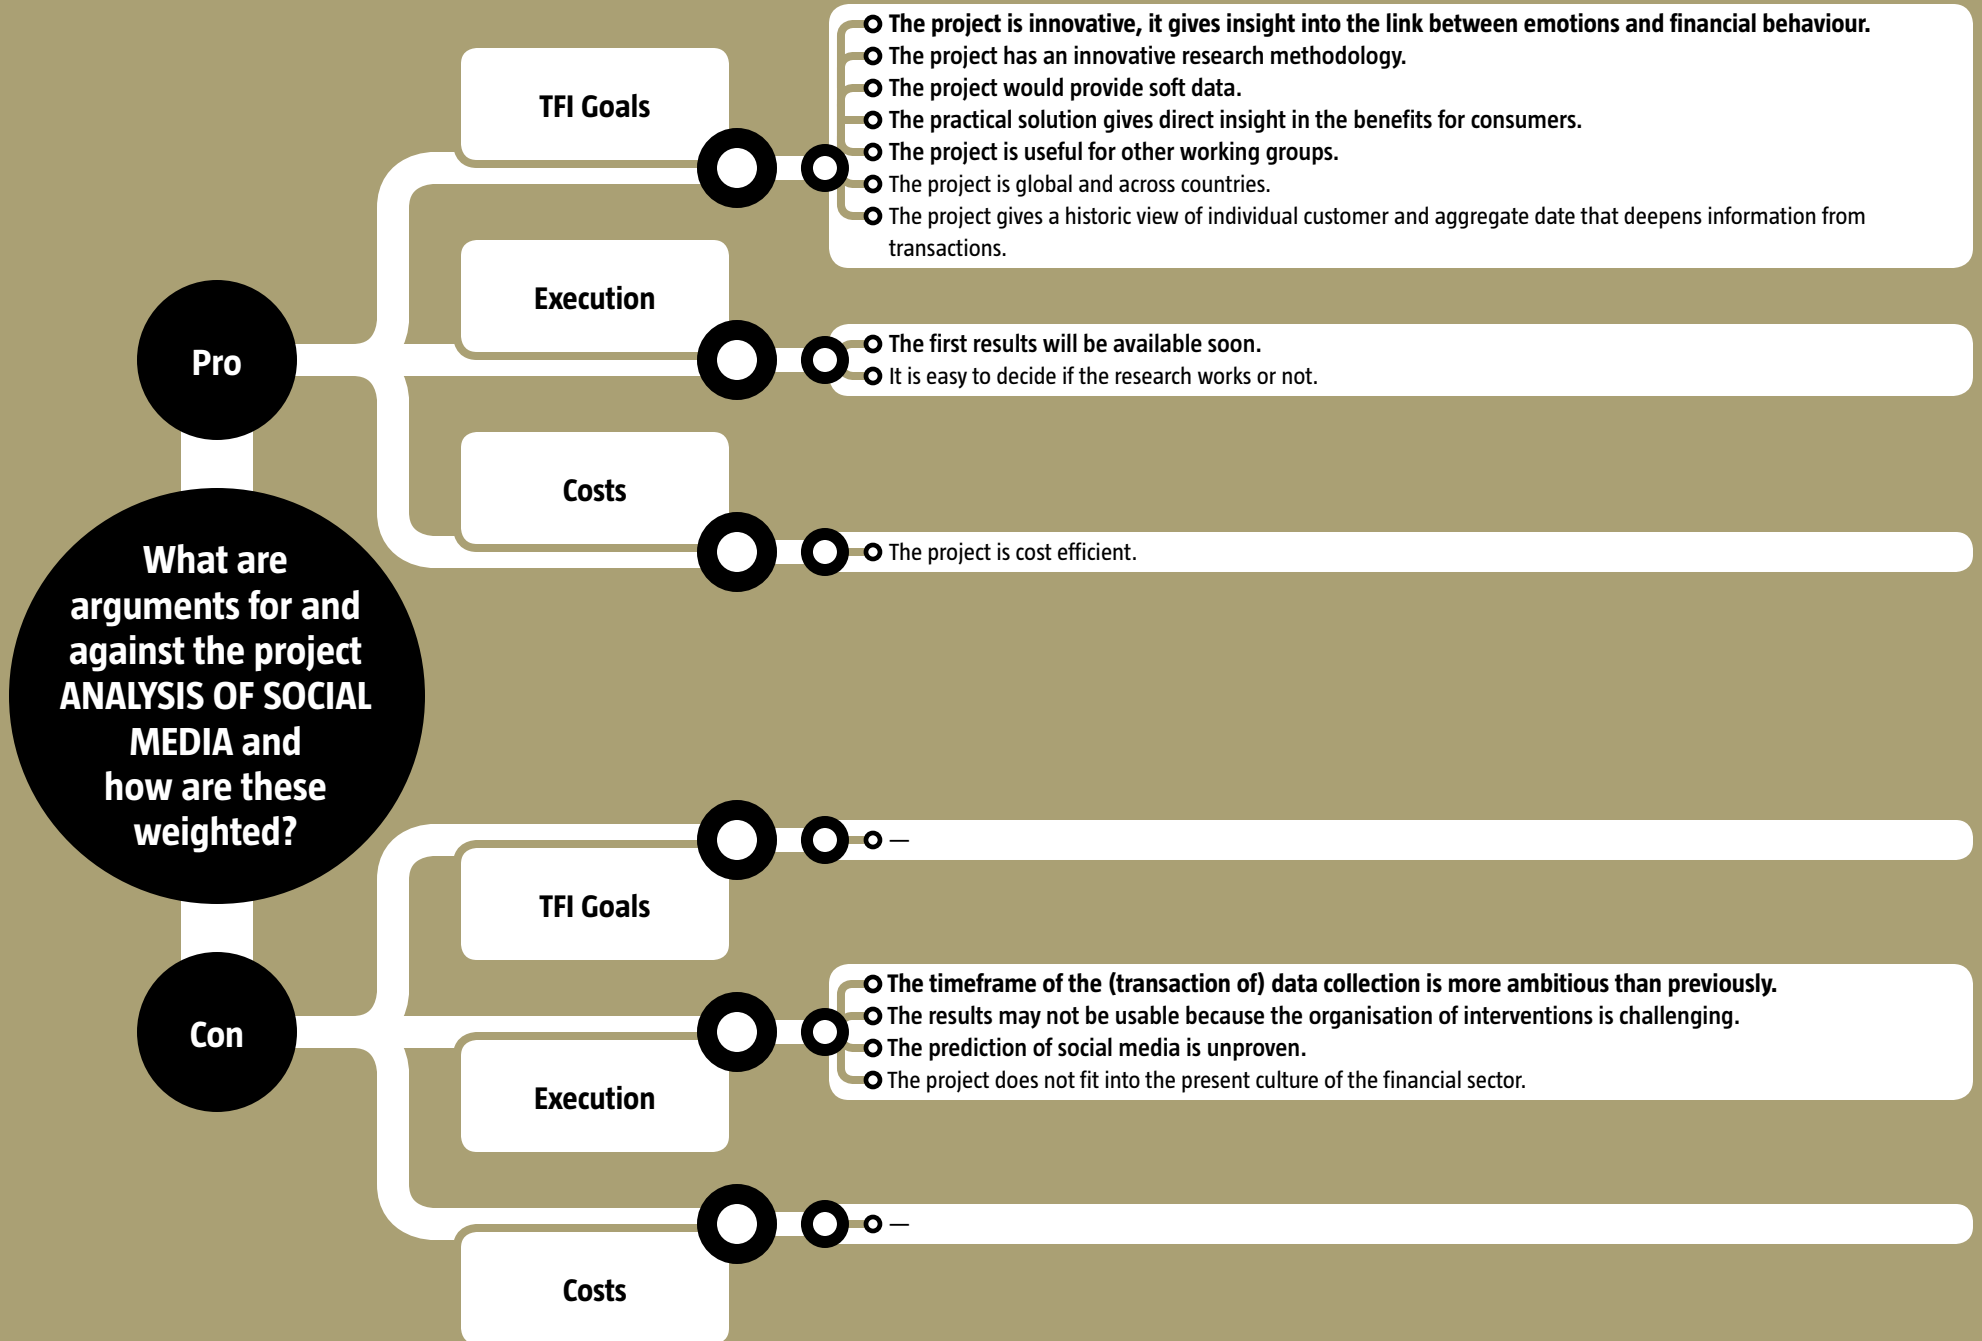 What are
arguments for and
against the project
ANALYSIS OF SOCIAL
MEDIA and
how are these
weighted?
Pro
TFI Goals
The project is innovative, it gives insight into the link between emotions and financial behaviour.
The project has an innovative research methodology.
The project would provide soft data.
The practical solution gives direct insight in the benefits for consumers.
The project is useful for other working groups.
The project is global and across countries.
The project gives a historic view of individual customer and aggregate date that deepens information from
transactions.
Execution
The first results will be available soon.
It is easy to decide if the research works or not.
Costs
The project is cost efficient.
Con
TFI Goals
—
Execution
The timeframe of the (transaction of) data collection is more ambitious than previously.
The results may not be usable because the organisation of interventions is challenging.
The prediction of social media is unproven.
The project does not fit into the present culture of the financial sector.
Costs
—